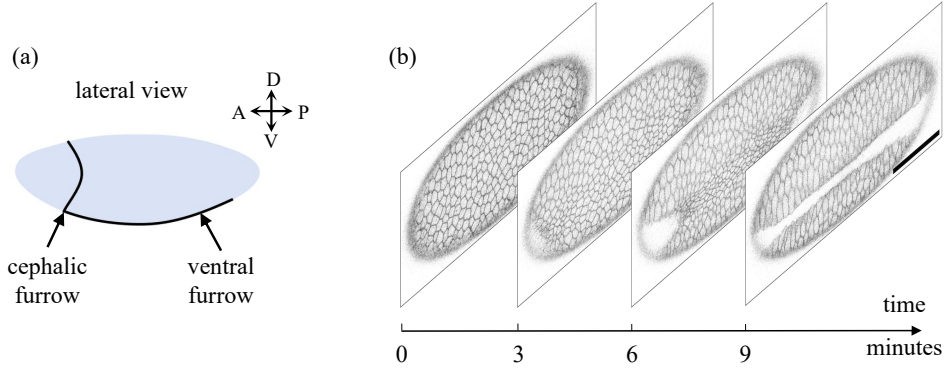 (a)
lateral view
D
A
P
V
cephalic
furrow
ventral
furrow
(b)
time
0
3
6
9
minutes